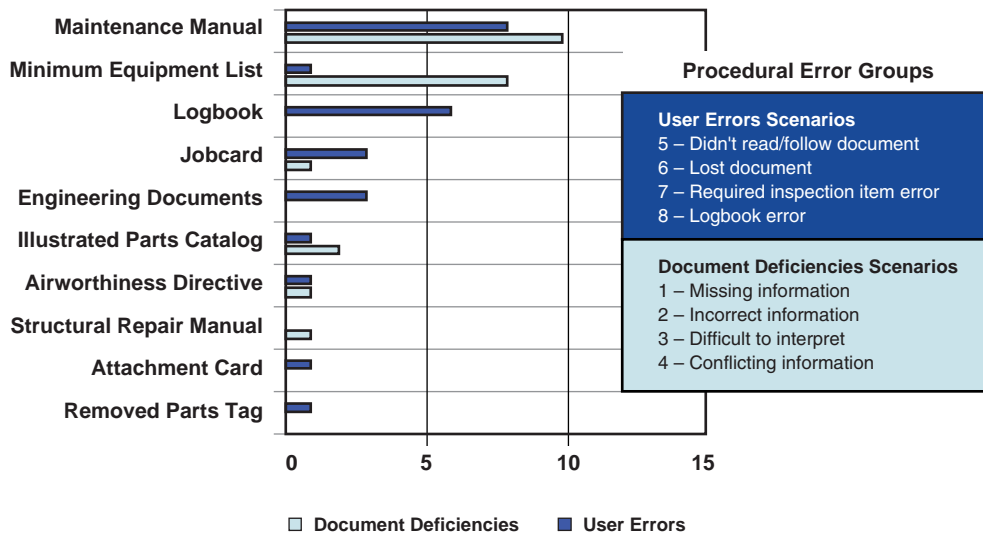 Maintenance Manual
Minimum Equipment List
Logbook
Jobcard
Engineering Documents
Illustrated Parts Catalog
Airworthiness Directive
Structural Repair Manual
Attachment Card
Removed Parts Tag
0 5 10 15
Document Deficiencies User Errors
Procedural Error Groups
User Errors Scenarios
5 – Didn't read/follow document
6 – Lost document
7 – Required inspection item error
8 – Logbook error
Document Deficiencies Scenarios
1 – Missing information
2 – Incorrect information
3 – Difficult to interpret
4 – Conflicting information